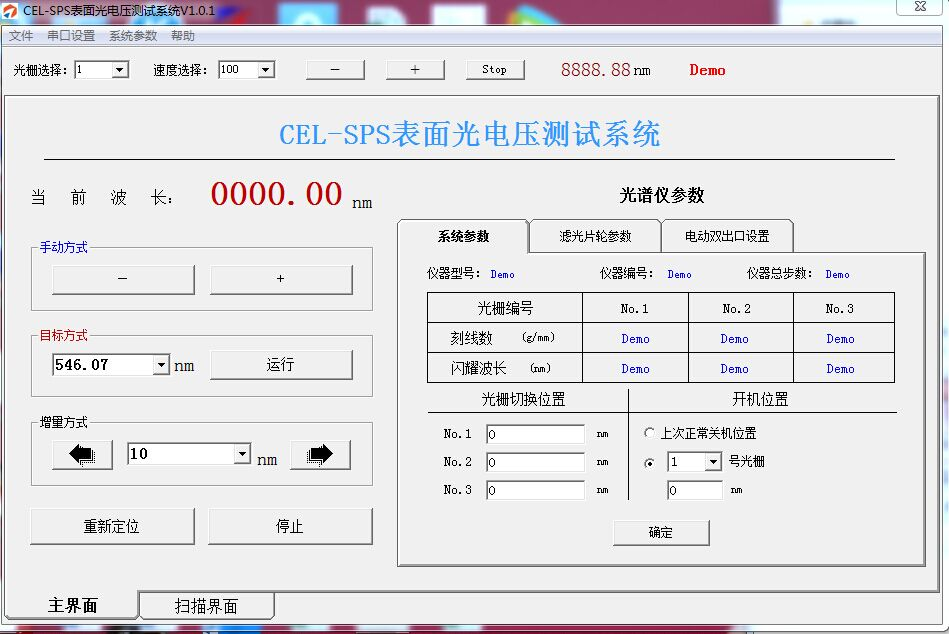 CEL-SPS表面光电压测试系统V1.0.1
文件 串口设置 系统参数 帮助
光栅选择: 1 速度选择: 100 － ＋ Stop 8888.88nm Demo
CEL-SPS表面光电压测试系统
当前波长: 0000.00 nm
光谱仪参数
手动方式
－ ＋
目标方式
546.07 nm 运行
增量方式
10 nm
重新定位 停止
系统参数 滤光片轮参数 电动双出口设置
仪器型号: Demo 仪器编号: Demo 仪器总步数: Demo
光栅编号 No.1 No.2 No.3
刻线数 (g/mm) Demo Demo Demo
闪耀波长 (nm) Demo Demo Demo
光栅切换位置 开机位置
No.1 0 nm 上次正常关机位置
No.2 0 nm 1 号光栅
No.3 0 nm 0 nm
确定
主界面 扫描界面